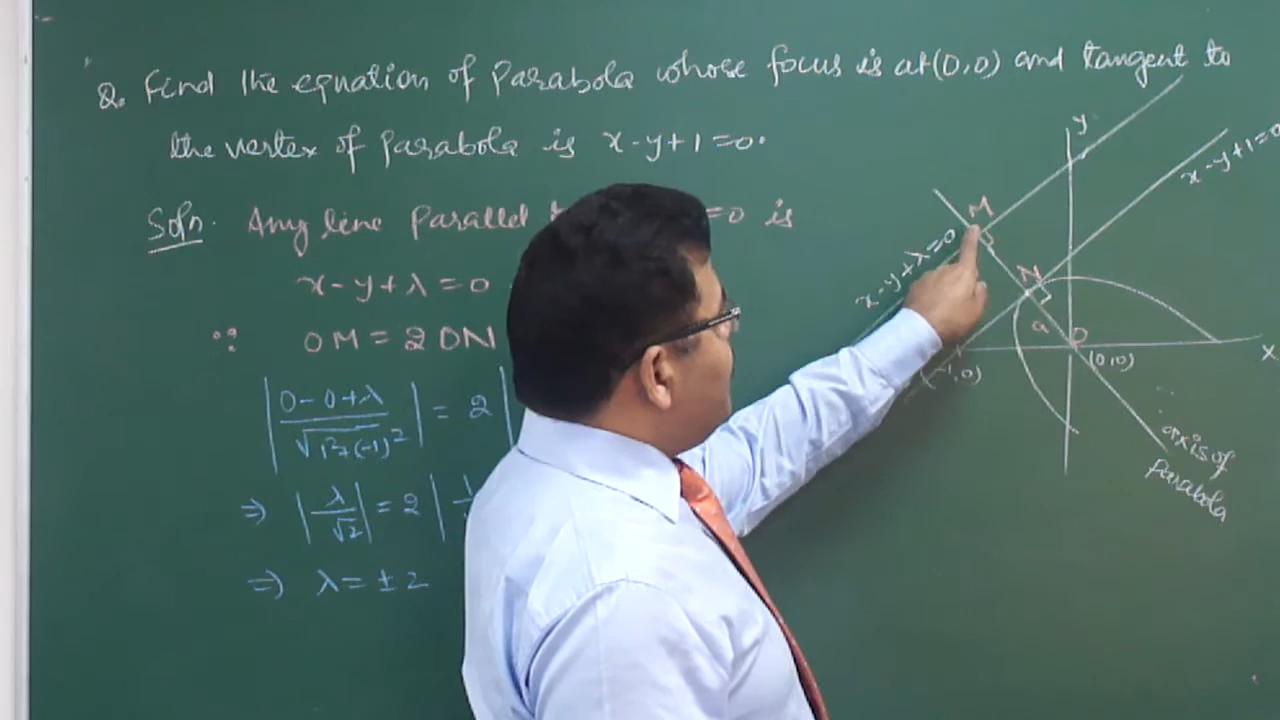 Q. Find the equation of parabola whose focus is at (0,0) and tangent to
the vertex of parabola is x-y+1=0.
Soln. Any line parallel =0 is
x-y+λ=0
∵ OM = 2 ON
|0-0+λ / √1²+(-1)²| = 2 |
⇒ |λ/√2| = 2 |
⇒ λ = ±2
y
x-y+1=0
M
x-y+λ=0
N
a
O
(-1,0)
(0,0)
x
axis of
parabola